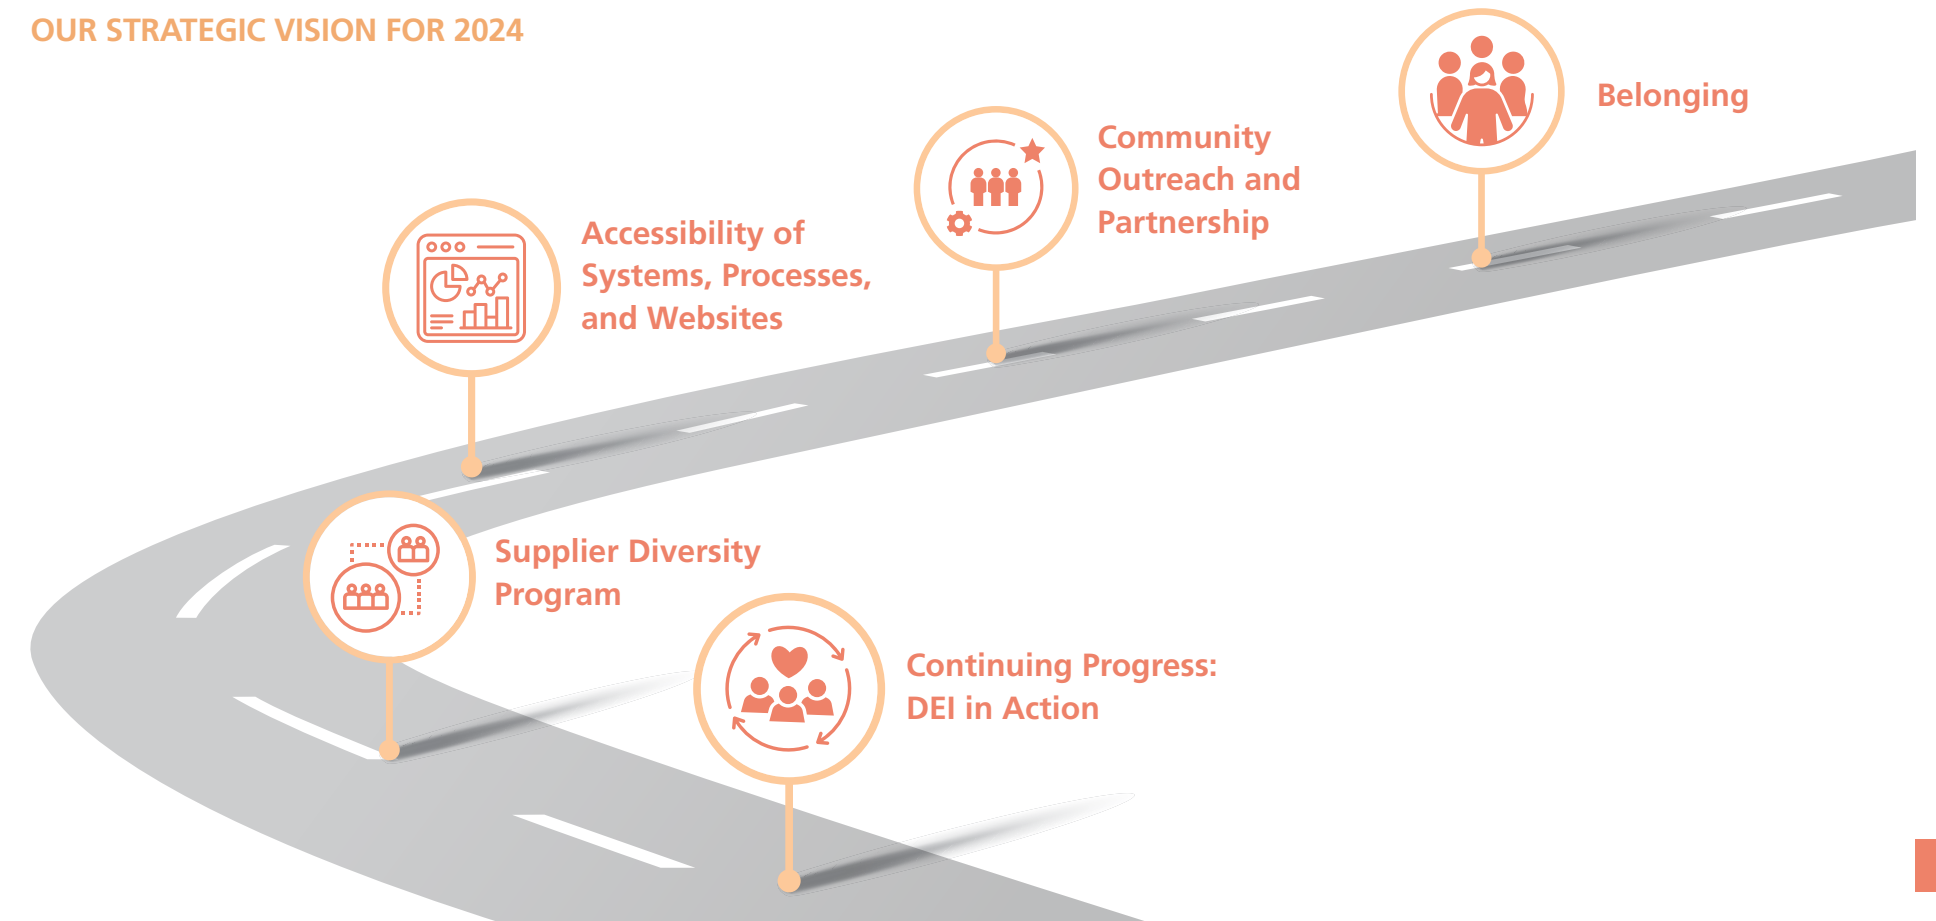 OUR STRATEGIC VISION FOR 2024
Belonging
Community
Outreach and
Partnership
Accessibility of
Systems, Processes,
and Websites
Supplier Diversity
Program
Continuing Progress:
DEI in Action